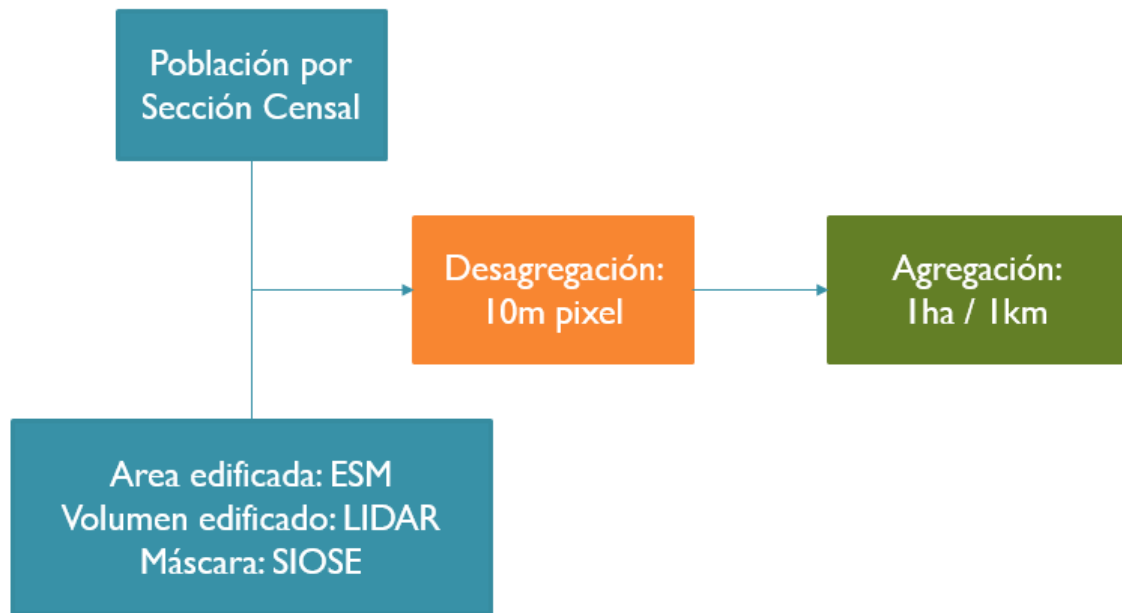 Población por
Sección Censal
Desagregación:
10m pixel
Agregación:
1ha / 1km
Area edificada: ESM
Volumen edificado: LIDAR
Máscara: SIOSE